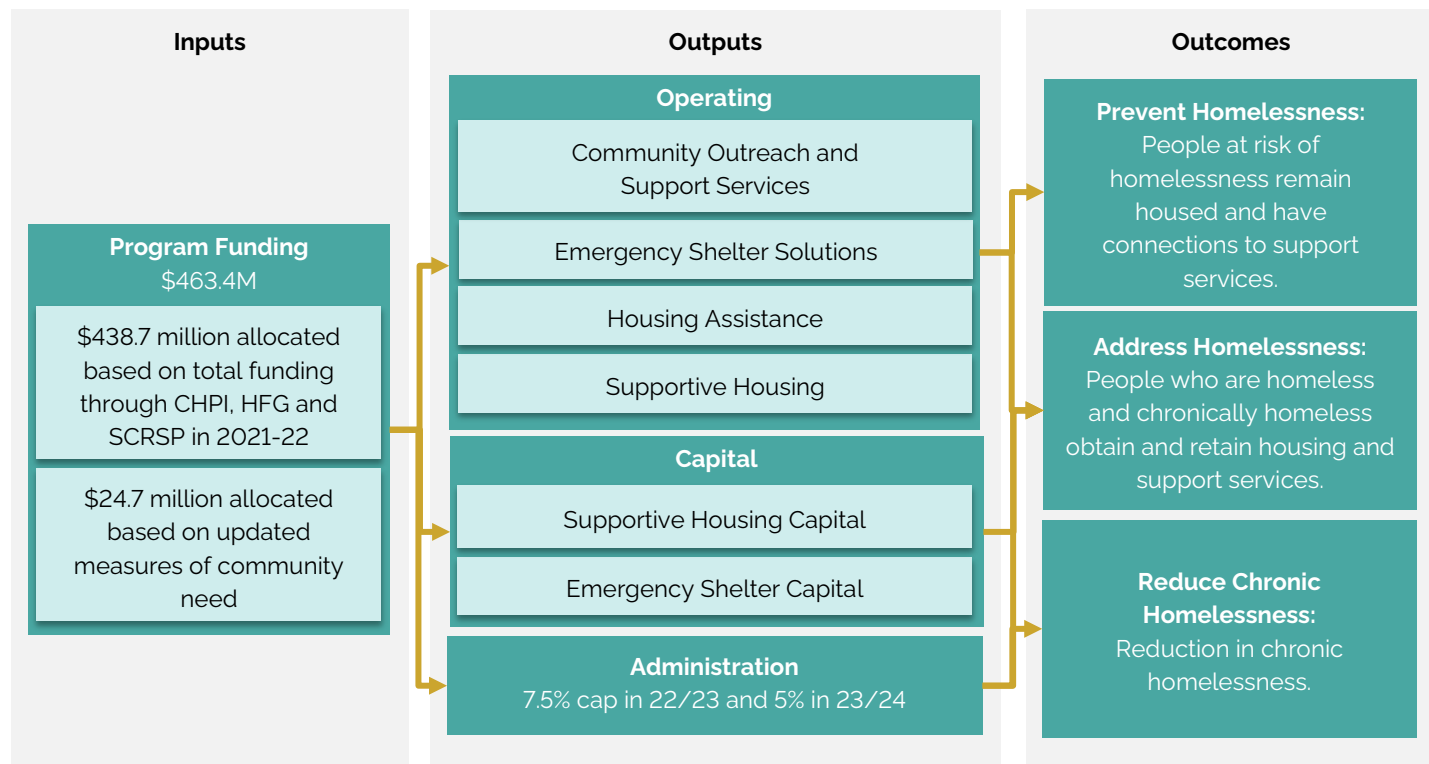 Inputs
Program Funding
$463.4M
$438.7 million allocated
based on total funding
through CHPI, HFG and
SCRSP in 2021-22
$24.7 million allocated
based on updated
measures of community
need
Outputs
Operating
Community Outreach and
Support Services
Emergency Shelter Solutions
Housing Assistance
Supportive Housing
Capital
Supportive Housing Capital
Emergency Shelter Capital
Administration
7.5% cap in 22/23 and 5% in 23/24
Outcomes
Prevent Homelessness:
People at risk of
homelessness remain
housed and have
connections to support
services.
Address Homelessness:
People who are homeless
and chronically homeless
obtain and retain housing and
support services.
Reduce Chronic
Homelessness:
Reduction in chronic
homelessness.